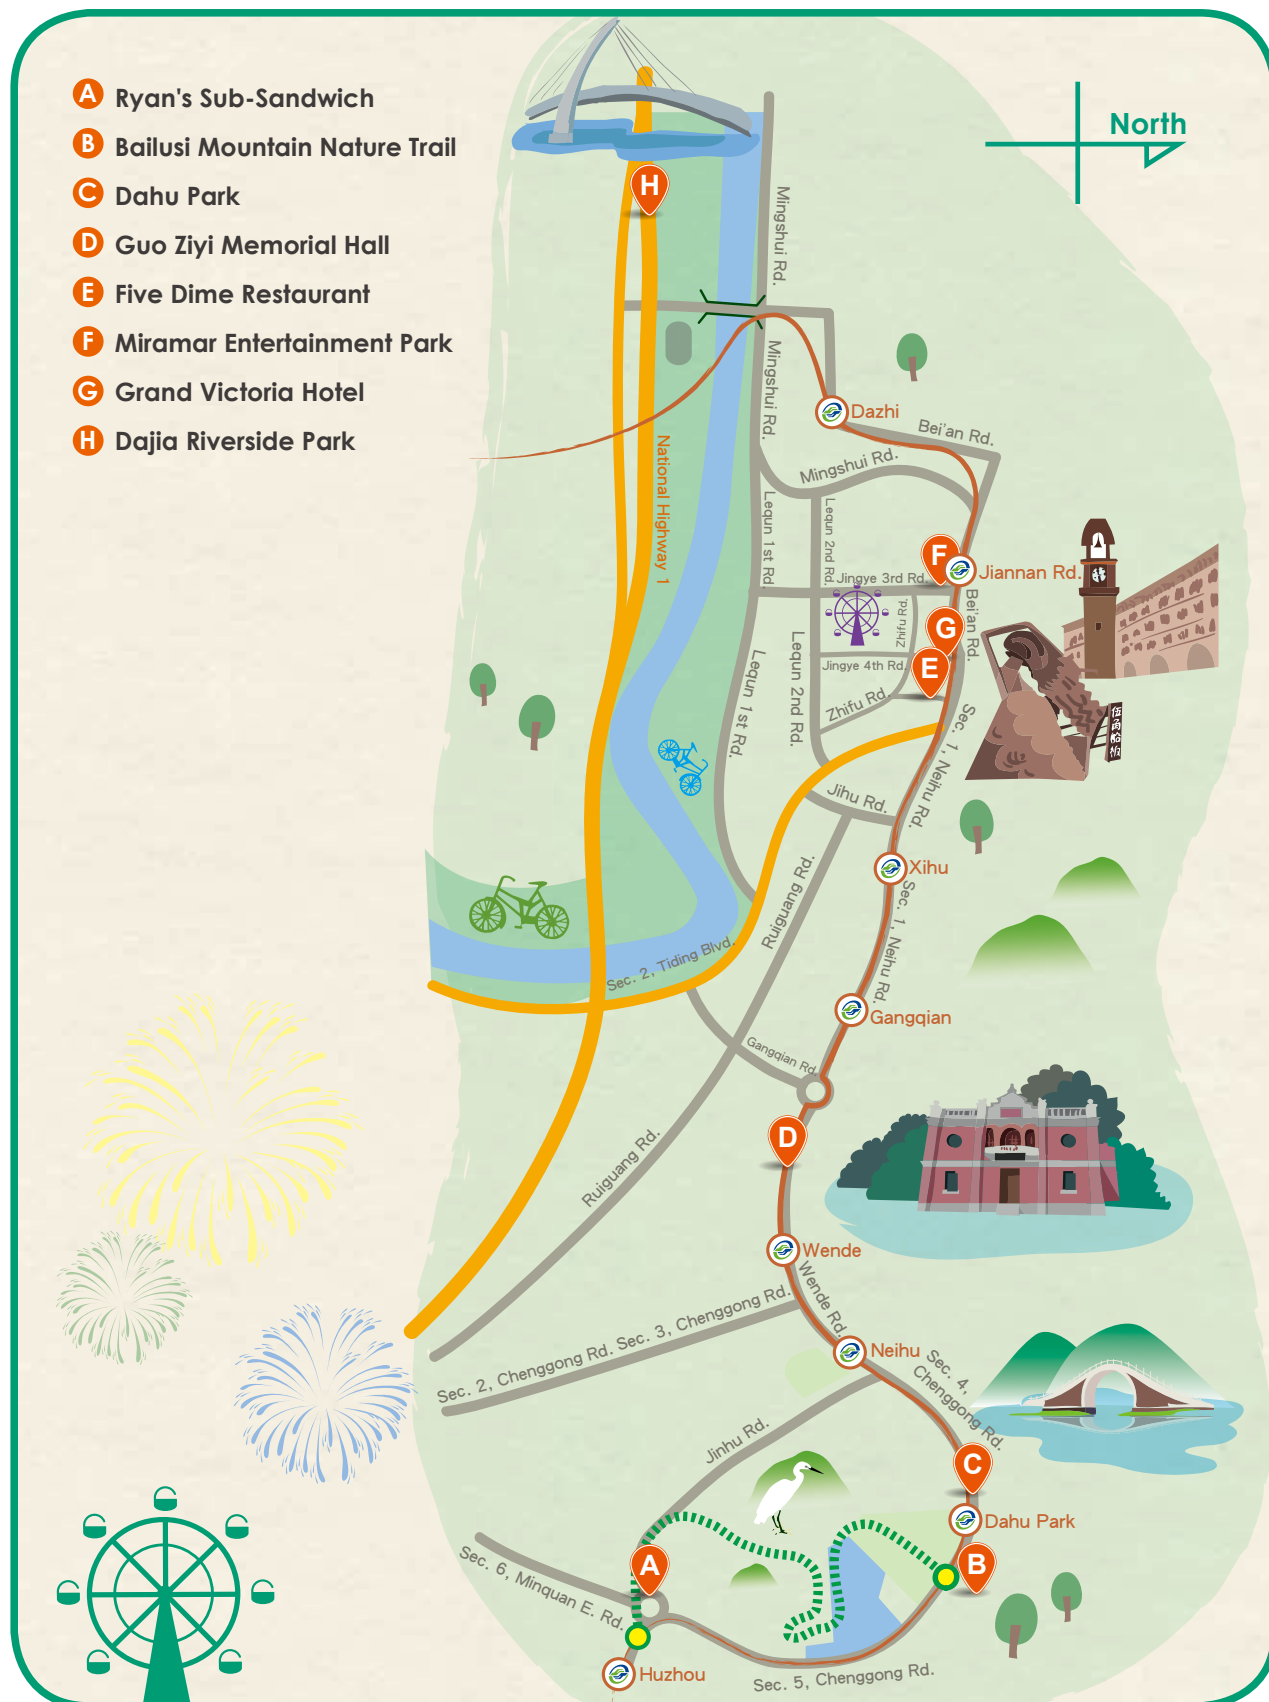 A Ryan's Sub-Sandwich
B Bailusi Mountain Nature Trail
C Dahu Park
D Guo Ziyi Memorial Hall
E Five Dime Restaurant
F Miramar Entertainment Park
G Grand Victoria Hotel
H Dajia Riverside Park
North
H
Mingshui Rd.
Mingshui Rd.
Dazhi
Bei'an Rd.
National Highway 1
Mingshui Rd.
Lequn 1st Rd.
Lequn 2nd Rd.
F
Jiannan Rd.
Jingye 3rd Rd.
Bei'an Rd.
Zhifu Rd.
G
E
Jingye 4th Rd.
Lequn 1st Rd.
Lequn 2nd Rd.
Zhifu Rd.
伍角船板
Sec. 1, Neihu Rd.
Jihu Rd.
Xihu
Ruiguang Rd.
Sec. 1, Neihu Rd.
Sec. 2, Tiding Blvd.
Gangqian
Gangqian Rd.
D
Ruiguang Rd.
Wende
Wende Rd.
Sec. 2, Chenggong Rd. Sec. 3, Chenggong Rd.
Neihu
Sec. 4,
Chenggong Rd.
Jinhu Rd.
C
Dahu Park
A
B
Sec. 6, Minquan E. Rd.
Huzhou
Sec. 5, Chenggong Rd.